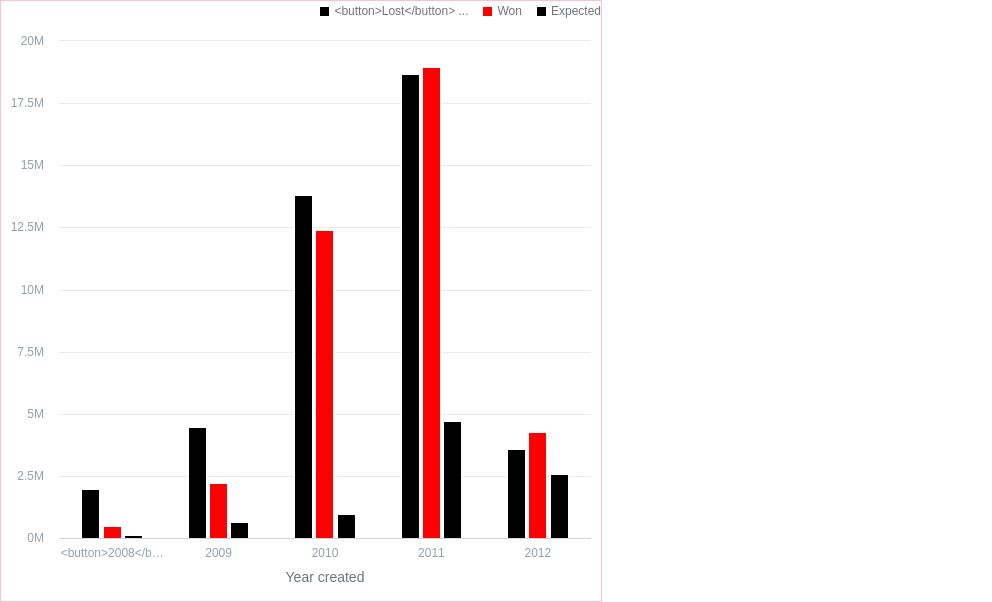 <button>Lost</button> ... Won Expected
20M
17.5M
15M
12.5M
10M
7.5M
5M
2.5M
0M
<button>2008</b... 2009 2010 2011 2012
Year created